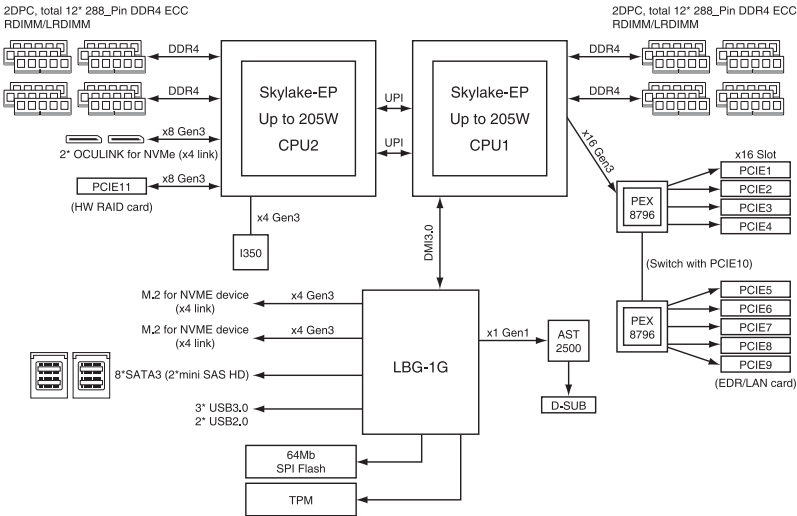 2DPC, total 12* 288_Pin DDR4 ECC
RDIMM/LRDIMM
2DPC, total 12* 288_Pin DDR4 ECC
RDIMM/LRDIMM
DDR4
DDR4
x8 Gen3
2* OCULINK for NVMe (x4 link)
PCIE11
x8 Gen3
(HW RAID card)
Skylake-EP
Up to 205W
CPU2
UPI
UPI
Skylake-EP
Up to 205W
CPU1
DDR4
DDR4
x16 Gen3
x16 Slot
PCIE1
PCIE2
PCIE3
PCIE4
PEX
8796
(Switch with PCIE10)
PEX
8796
PCIE5
PCIE6
PCIE7
PCIE8
PCIE9
(EDR/LAN card)
x4 Gen3
I350
DMI3.0
M.2 for NVME device
(x4 link)
x4 Gen3
M.2 for NVME device
(x4 link)
x4 Gen3
8*SATA3 (2*mini SAS HD)
3* USB3.0
2* USB2.0
LBG-1G
x1 Gen1
AST
2500
D-SUB
64Mb
SPI Flash
TPM